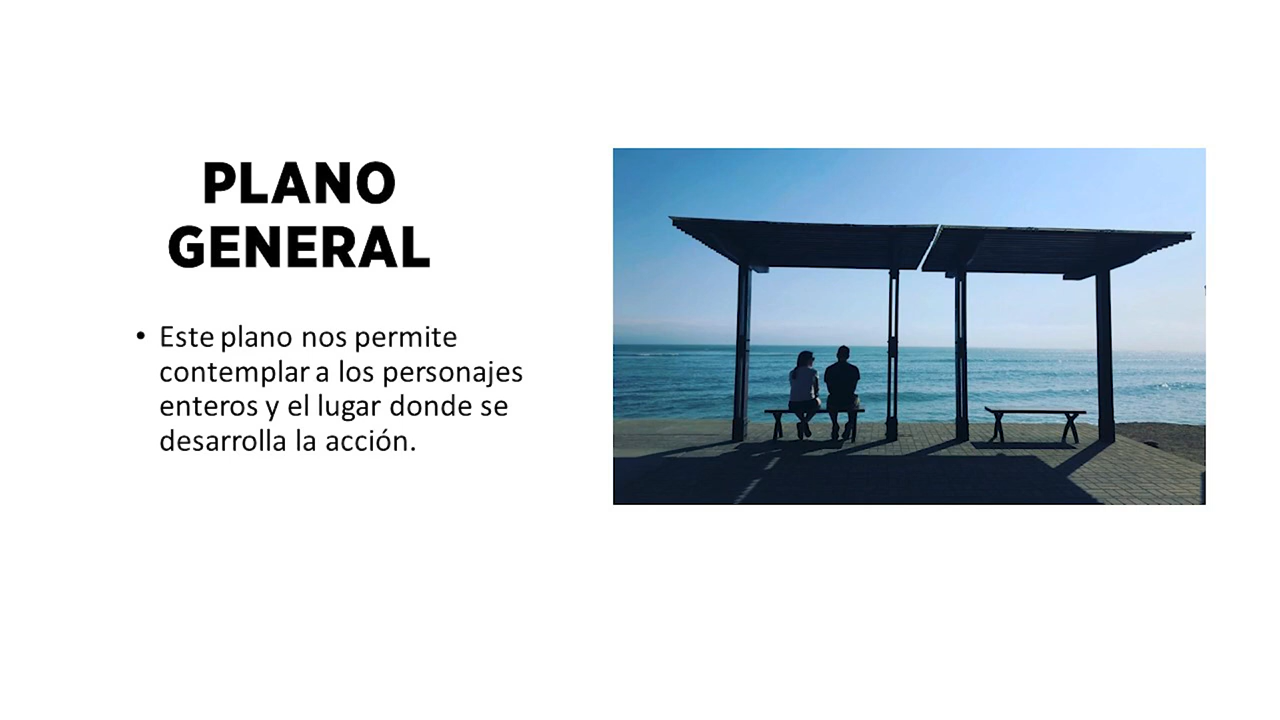 PLANO
GENERAL
• Este plano nos permite
contemplar a los personajes
enteros y el lugar donde se
desarrolla la acción.